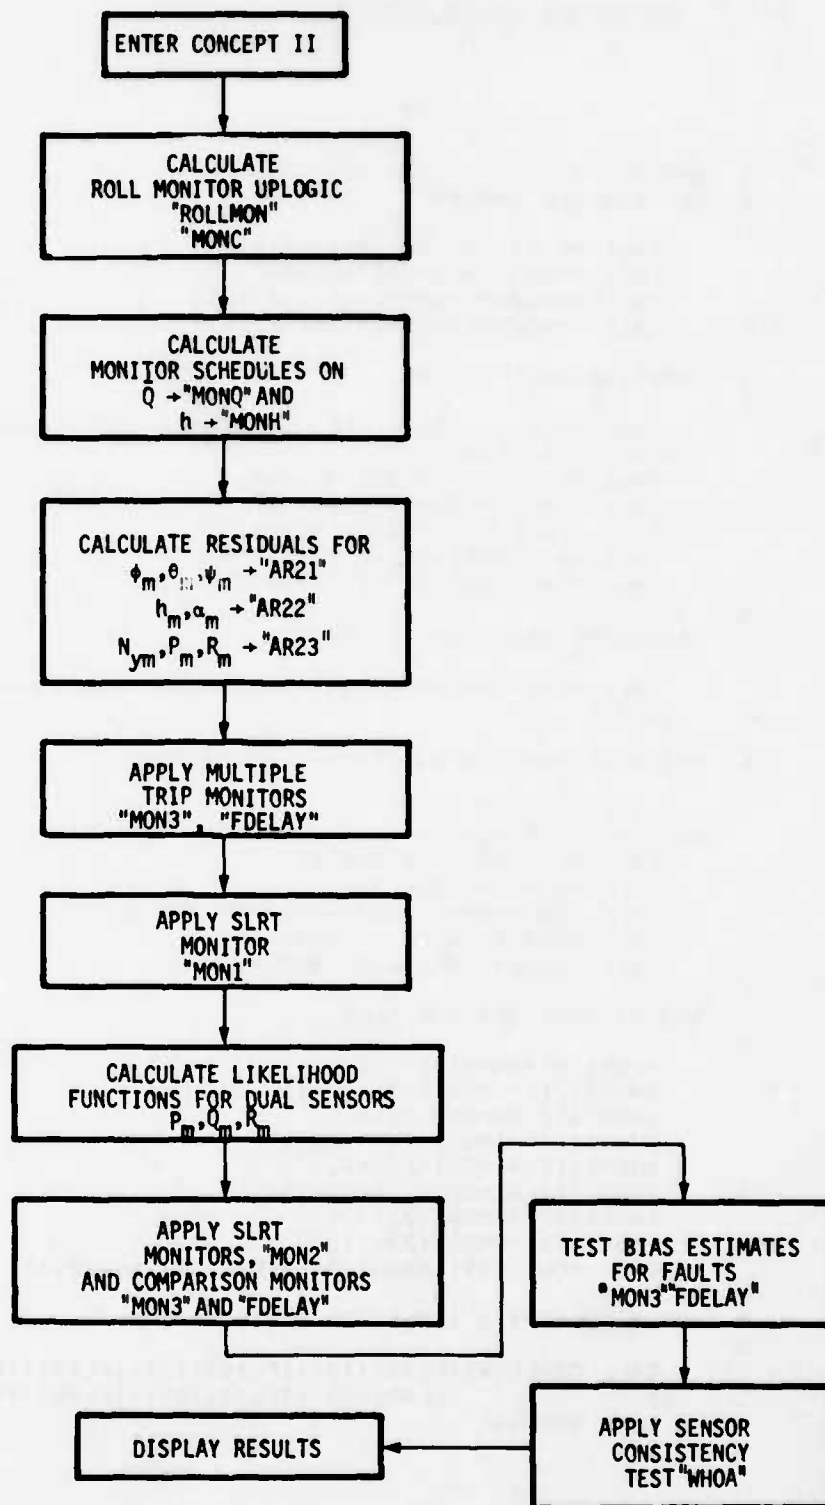 ENTER CONCEPT II
CALCULATE
ROLL MONITOR UPLOGIC
"ROLLMON"
"MONC"
CALCULATE
MONITOR SCHEDULES ON
Q̄ → "MONQ" AND
h → "MONH"
CALCULATE RESIDUALS FOR
ϕm, θm, ψm → "AR21"
hm, αm → "AR22"
Nym, Pm, Rm → "AR23"
APPLY MULTIPLE
TRIP MONITORS
"MON3", "FDELAY"
APPLY SLRT
MONITOR
"MON1"
CALCULATE LIKELIHOOD
FUNCTIONS FOR DUAL SENSORS
Pm, Qm, Rm
APPLY SLRT
MONITORS, "MON2"
AND COMPARISON MONITORS
"MON3" AND "FDELAY"
TEST BIAS ESTIMATES
FOR FAULTS
"MON3" "FDELAY"
APPLY SENSOR
CONSISTENCY
TEST "WHOA"
DISPLAY RESULTS